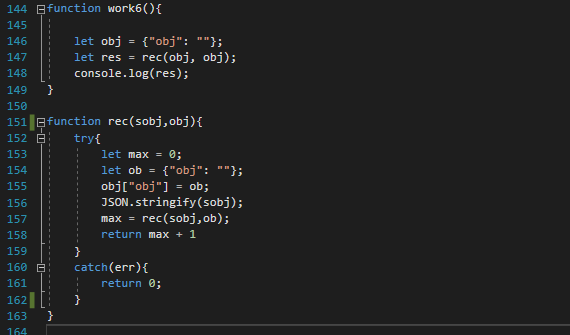 144 function work6(){
145
146 let obj = {"obj": ""};
147 let res = rec(obj, obj);
148 console.log(res);
149 }
150
151 function rec(sobj,obj){
152 try{
153 let max = 0;
154 let ob = {"obj": ""};
155 obj["obj"] = ob;
156 JSON.stringify(sobj);
157 max = rec(sobj,ob);
158 return max + 1
159 }
160 catch(err){
161 return 0;
162 }
163 }
164